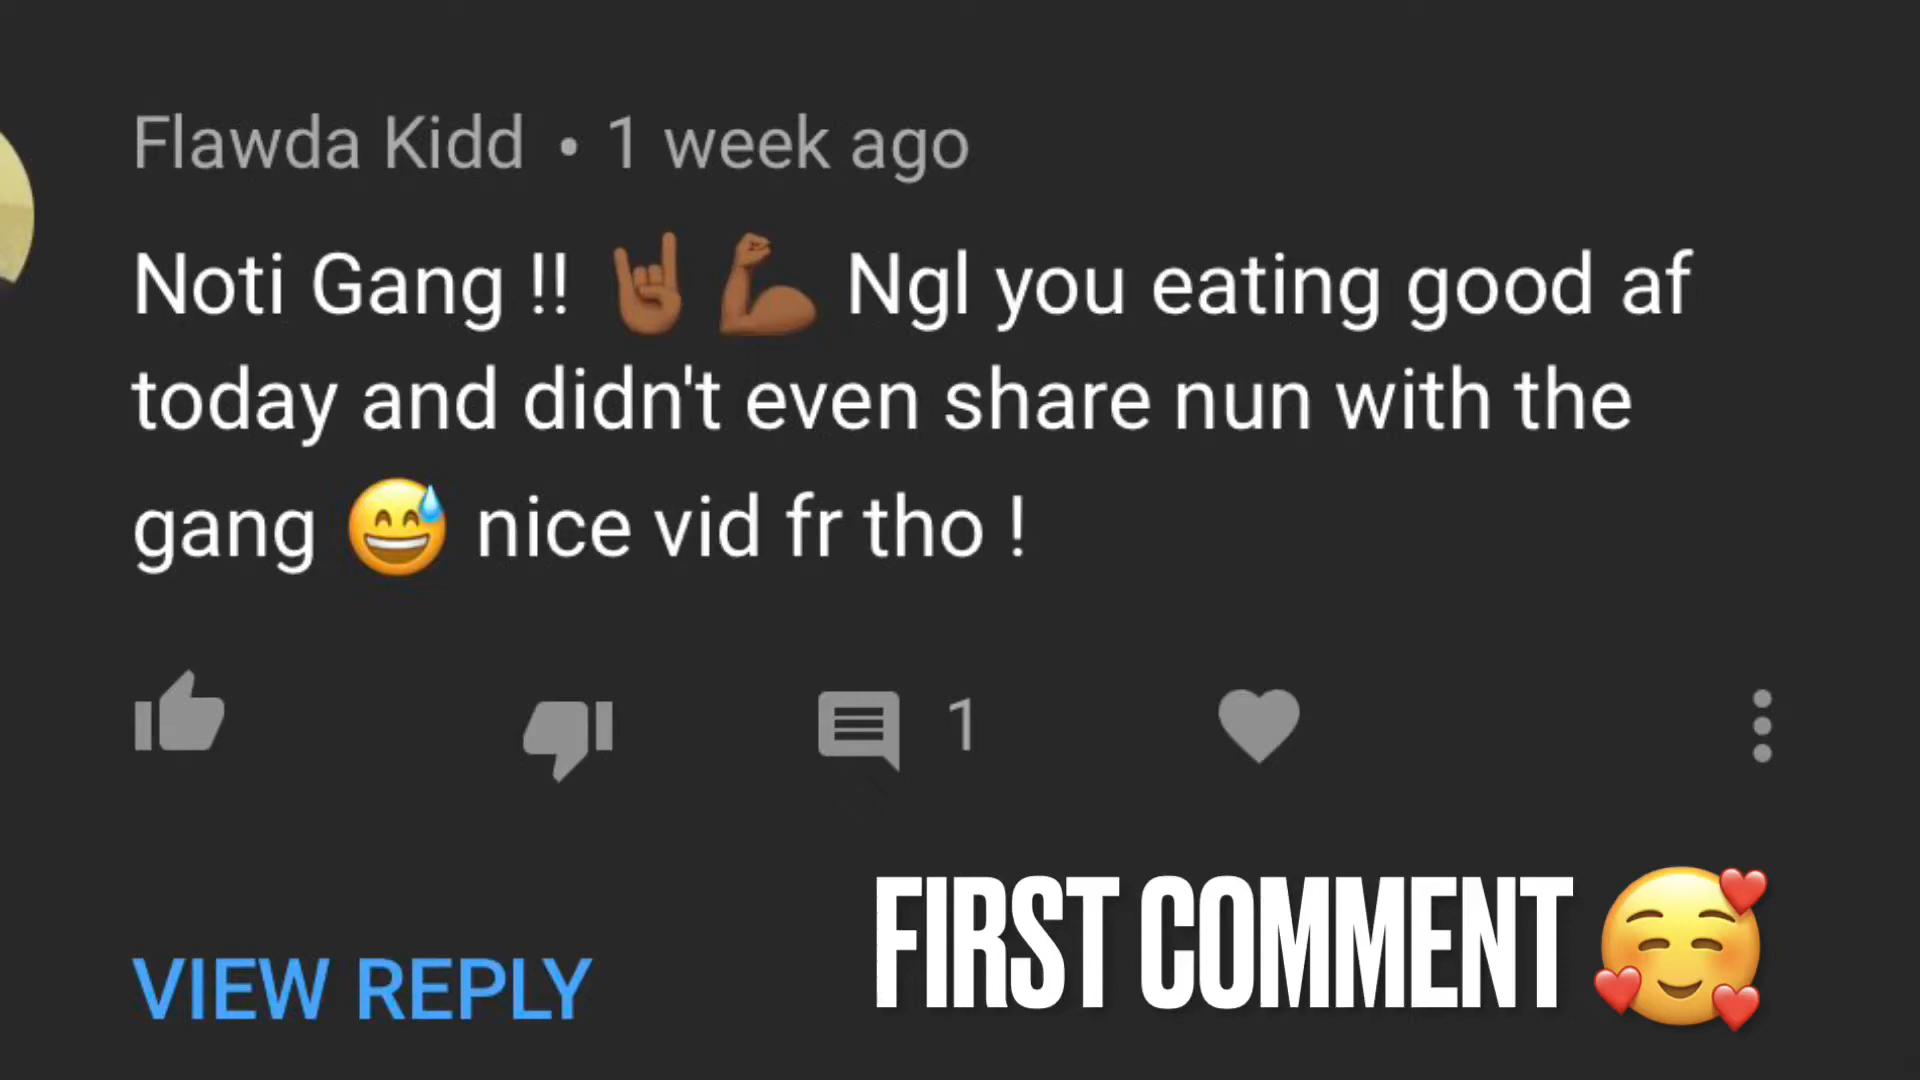 Flawda Kidd • 1 week ago
Noti Gang !! 🤘🏾💪🏾 Ngl you eating good af
today and didn't even share nun with the
gang 😅 nice vid fr tho !
1
FIRST COMMENT 🥰
VIEW REPLY